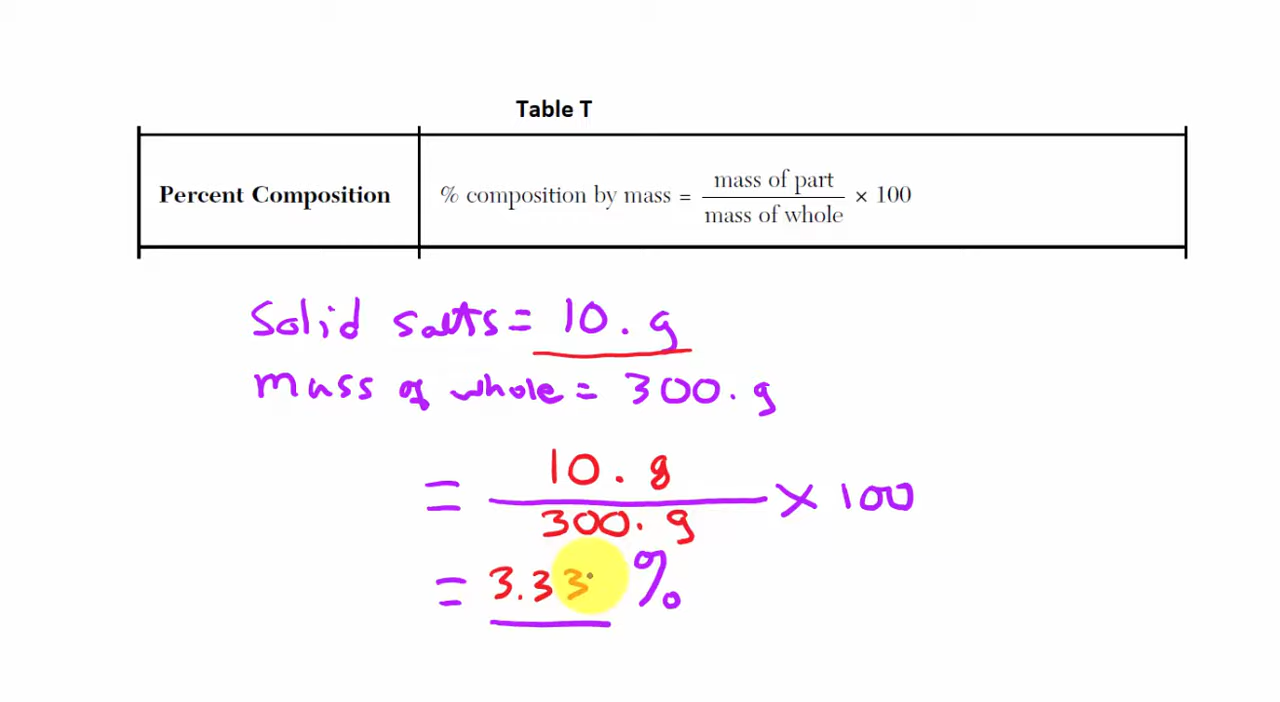 Table T
Percent Composition
% composition by mass = mass of part / mass of whole × 100
Solid salts = 10. g
mass of whole = 300. g
= 10. g / 300. g × 100
= 3.33 %